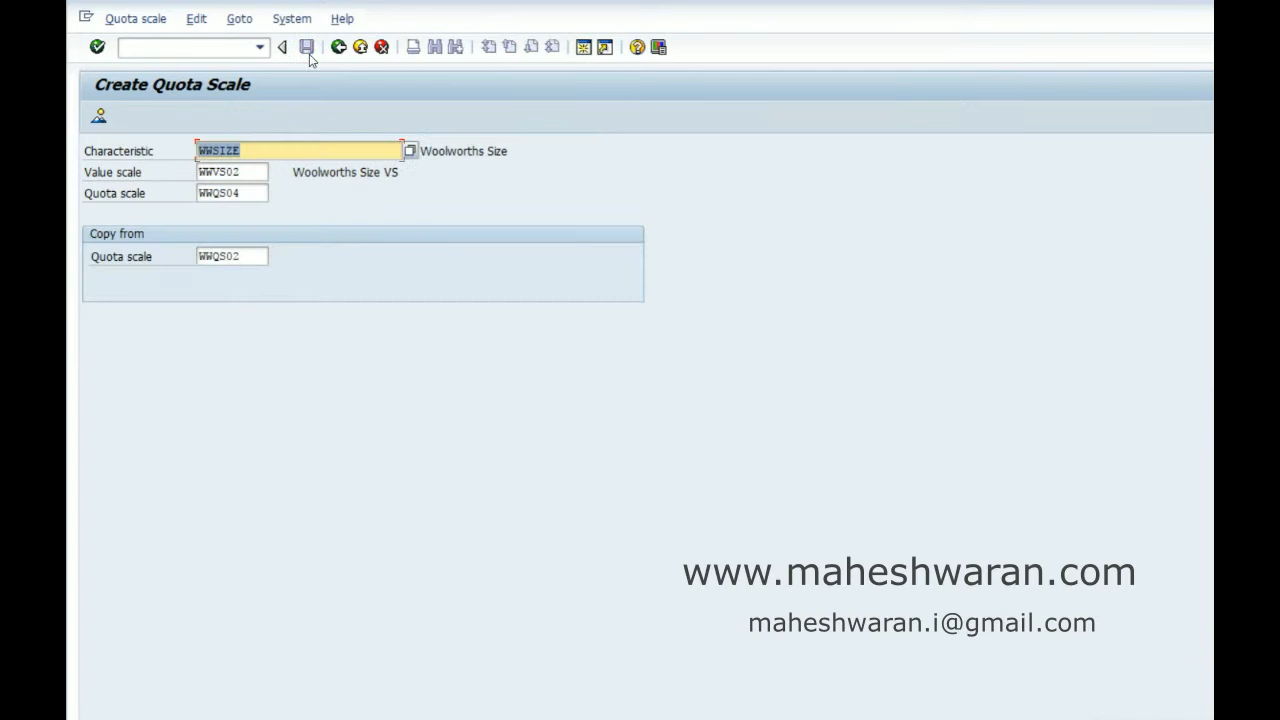 Quota scale Edit Goto System Help
Create Quota Scale
Characteristic WWSIZE Woolworths Size
Value scale WWVS02 Woolworths Size VS
Quota scale WWQS04
Copy from
Quota scale WWQS02
www.maheshwaran.com
maheshwaran.i@gmail.com